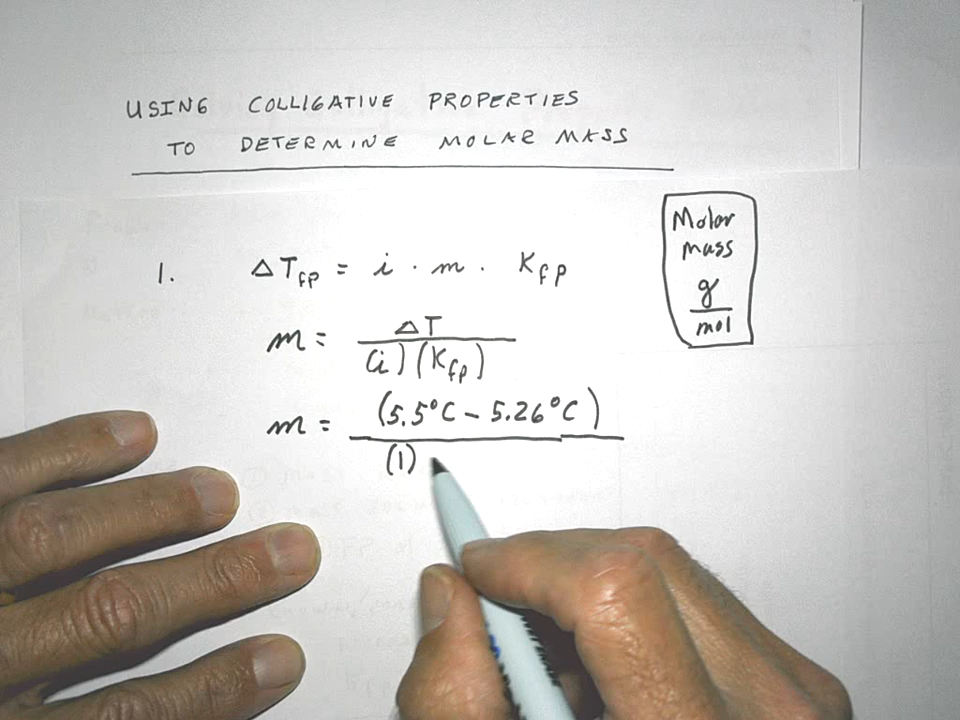 USING COLLIGATIVE PROPERTIES
TO DETERMINE MOLAR MASS
Molar
mass
g
mol
1. ΔTfp = i · m · Kfp
m = ΔT
(i)(Kfp)
m = (5.5°C - 5.26°C)
(1)